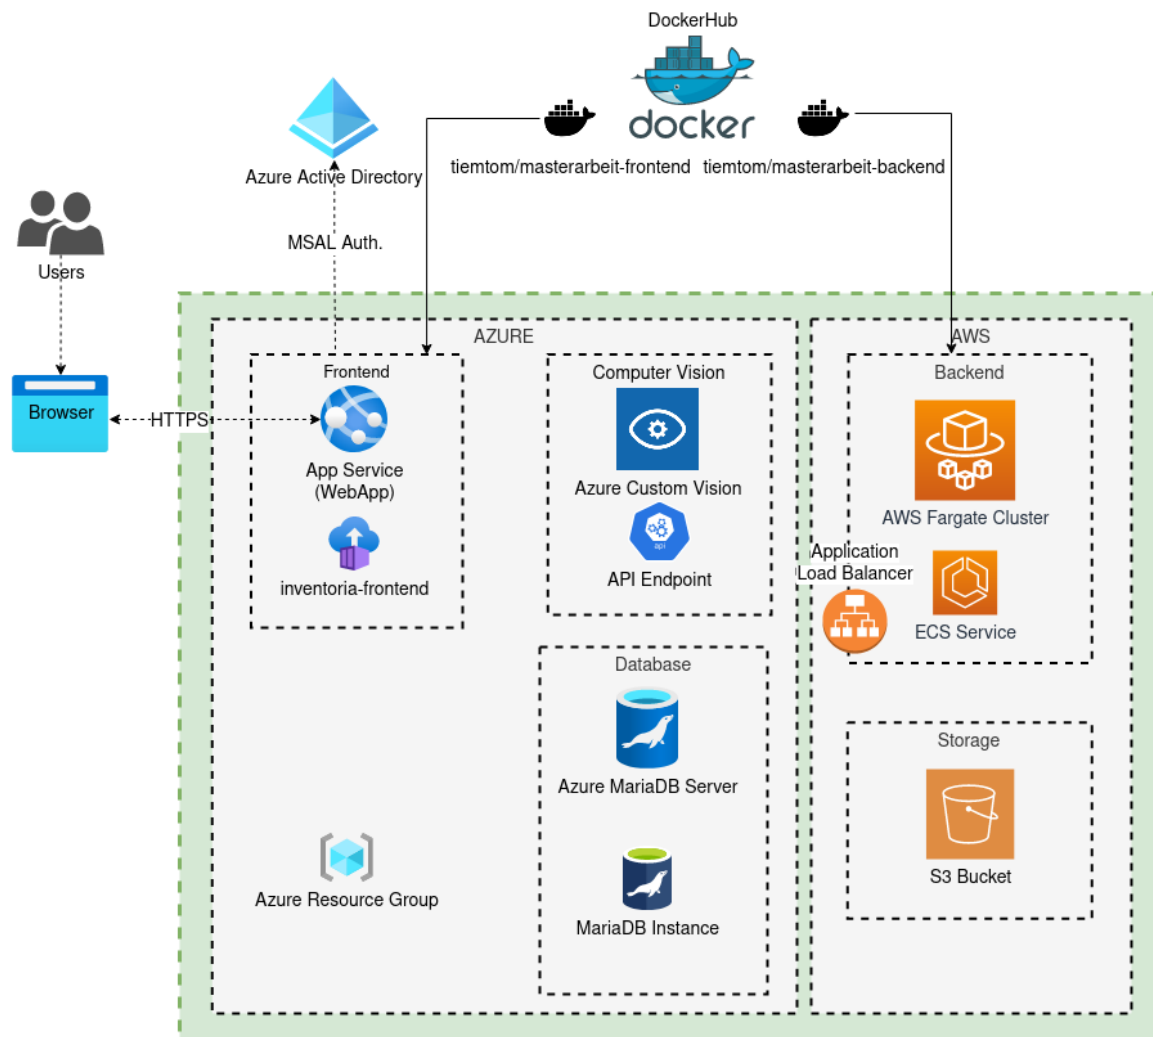 DockerHub
docker
tiemtom/masterarbeit-frontend
tiemtom/masterarbeit-backend
Azure Active Directory
MSAL Auth.
Users
Browser
HTTPS
AZURE
Frontend
App Service
(WebApp)
inventoria-frontend
Computer Vision
Azure Custom Vision
api
API Endpoint
Database
Azure MariaDB Server
MariaDB Instance
Azure Resource Group
AWS
Backend
AWS Fargate Cluster
Application
Load Balancer
ECS Service
Storage
S3 Bucket